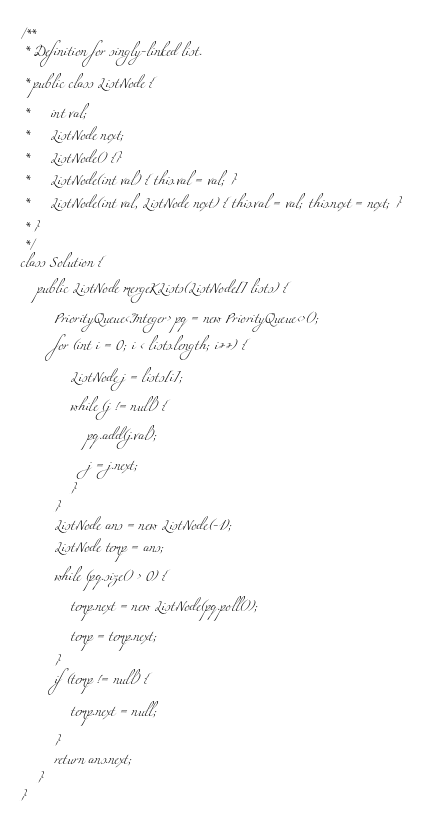 /**
* Definition for singly-linked list.
* public class ListNode {
*     int val;
*     ListNode next;
*     ListNode() {}
*     ListNode(int val) { this.val = val; }
*     ListNode(int val, ListNode next) { this.val = val; this.next = next; }
* }
*/
class Solution {
    public ListNode mergeKLists(ListNode[] lists) {
        PriorityQueue<Integer> pq = new PriorityQueue<>();
        for (int i = 0; i < lists.length; i++) {
            ListNode j = lists[i];
            while (j != null) {
                pq.add(j.val);
                j = j.next;
            }
        }
        ListNode ans = new ListNode(-1);
        ListNode temp = ans;
        while (pq.size() > 0) {
            temp.next = new ListNode(pq.poll());
            temp = temp.next;
        }
        if (temp != null) {
            temp.next = null;
        }
        return ans.next;
    }
}